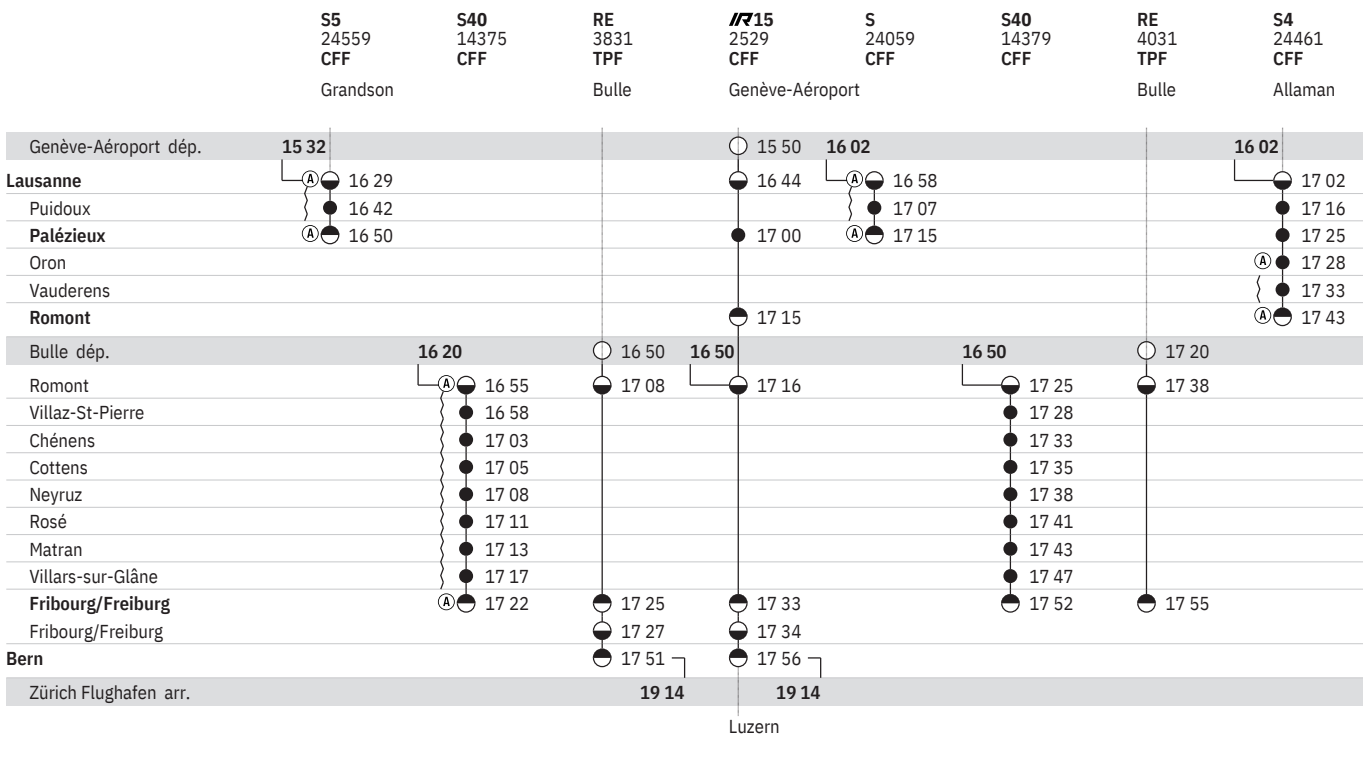 S5 S40 RE IR15 S S40 RE S4
24559 14375 3831 2529 24059 14379 4031 24461
CFF CFF TPF CFF CFF CFF TPF CFF
Grandson Bulle Genève-Aéroport Bulle Allaman
Genève-Aéroport dép. 15 32 15 50 16 02 16 02
Lausanne A 16 29 16 44 A 16 58 17 02
Puidoux 16 42 17 07 17 16
Palézieux A 16 50 17 00 A 17 15 17 25
Oron A 17 28
Vauderens 17 33
Romont 17 15 A 17 43
Bulle dép. 16 20 16 50 16 50 16 50 17 20
Romont A 16 55 17 08 17 16 17 25 17 38
Villaz-St-Pierre 16 58 17 28
Chénens 17 03 17 33
Cottens 17 05 17 35
Neyruz 17 08 17 38
Rosé 17 11 17 41
Matran 17 13 17 43
Villars-sur-Glâne 17 17 17 47
Fribourg/Freiburg A 17 22 17 25 17 33 17 52 17 55
Fribourg/Freiburg 17 27 17 34
Bern 17 51 17 56
Zürich Flughafen arr. 19 14 19 14
Luzern